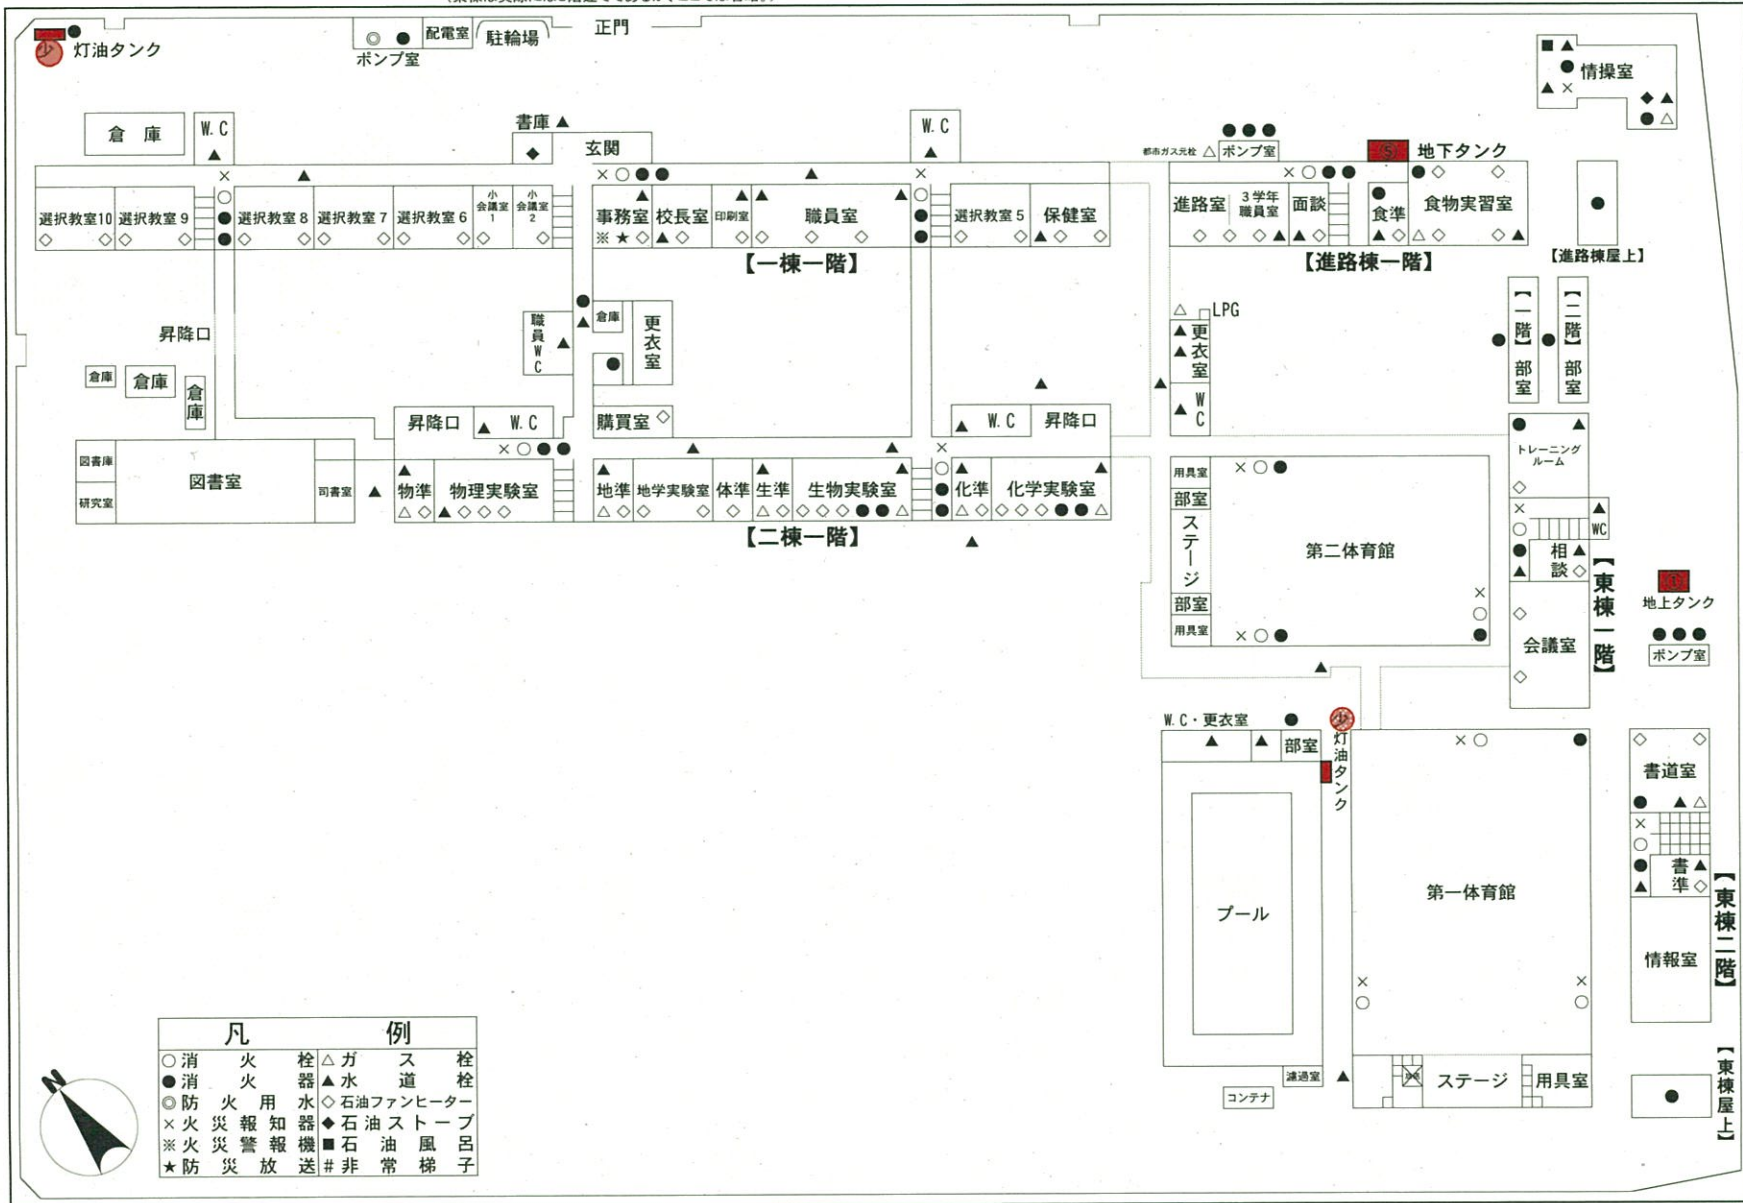 正門
灯油タンク
少
配電室
駐輪場
ポンプ室
情操室
倉庫
W.C
書庫
玄関
W.C
都市ガス元栓
ポンプ室
地下タンク
選択教室10
選択教室9
選択教室8
選択教室7
選択教室6
小会議室1
小会議室2
事務室
校長室
印刷室
職員室
選択教室5
保健室
進路室
3学年職員室
面談
食準
食物実習室
【一棟一階】
【進路棟一階】
【進路棟屋上】
昇降口
職員WC
倉庫
更衣室
LPG
更衣室
WC
【一階】部室
【二階】部室
倉庫
倉庫
倉庫
昇降口
W.C
購買室
W.C
昇降口
トレーニングルーム
図書庫
研究室
図書室
司書室
物準
物理実験室
地準
地学実験室
体準
生準
生物実験室
化準
化学実験室
【二棟一階】
用具室
部室
ステージ
部室
用具室
第二体育館
WC
相談
会議室
【東棟一階】
地上タンク
ポンプ室
W.C・更衣室
部室
少
灯油タンク
書道室
書準
情報室
【東棟二階】
プール
第一体育館
濾過室
コンテナ
ステージ
用具室
【東棟屋上】
凡例
○消火栓 △ガス栓
●消火器 ▲水道栓
◎防火用水 ◇石油ファンヒーター
×火災報知器 ◆石油ストーブ
※火災警報機 ■石油風呂
★防災放送 #非常梯子
N